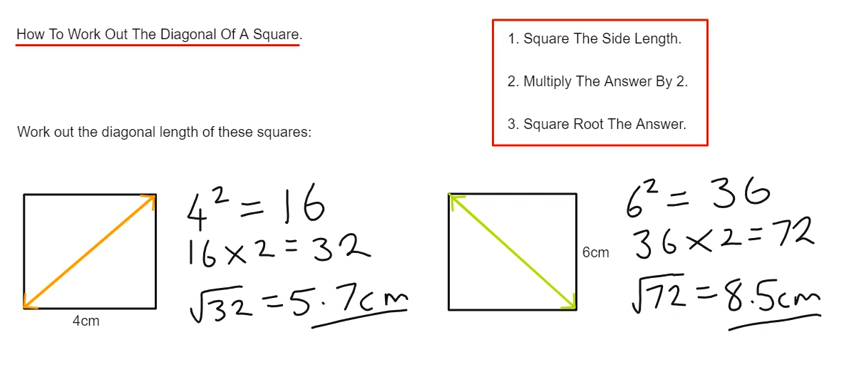 How To Work Out The Diagonal Of A Square.
1. Square The Side Length.
2. Multiply The Answer By 2.
3. Square Root The Answer.
Work out the diagonal length of these squares:
4² = 16
16 × 2 = 32
√32 = 5.7cm
4cm
6² = 36
36 × 2 = 72
√72 = 8.5cm
6cm